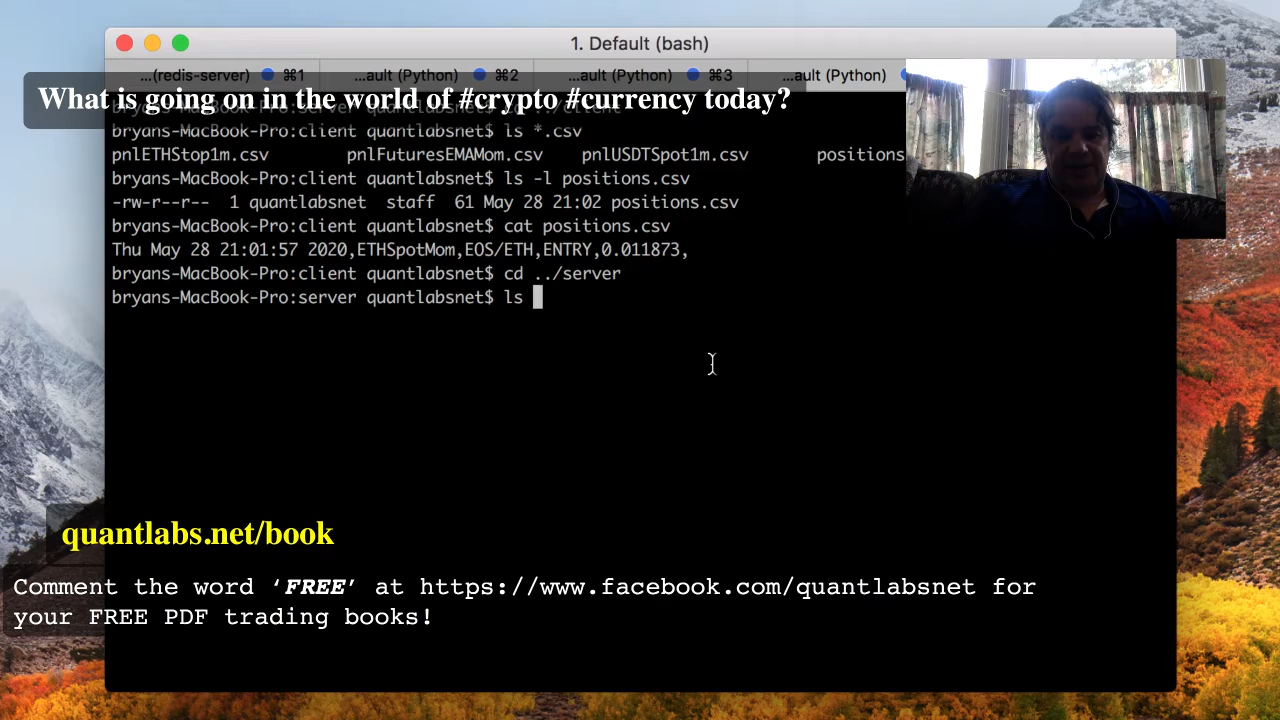 1. Default (bash)
...(redis-server) ⌘1 ...ault (Python) ⌘2 ...ault (Python) ⌘3 ...ault (Python)
What is going on in the world of #crypto #currency today?
bryans-MacBook-Pro:client quantlabsnet$ ls *.csv
pnlETHStop1m.csv pnlFuturesEMAMom.csv pnlUSDTSpot1m.csv positions
bryans-MacBook-Pro:client quantlabsnet$ ls -l positions.csv
-rw-r--r-- 1 quantlabsnet staff 61 May 28 21:02 positions.csv
bryans-MacBook-Pro:client quantlabsnet$ cat positions.csv
Thu May 28 21:01:57 2020,ETHSpotMom,EOS/ETH,ENTRY,0.011873,
bryans-MacBook-Pro:client quantlabsnet$ cd ../server
bryans-MacBook-Pro:server quantlabsnet$ ls
quantlabs.net/book
Comment the word ‘FREE’ at https://www.facebook.com/quantlabsnet for
your FREE PDF trading books!